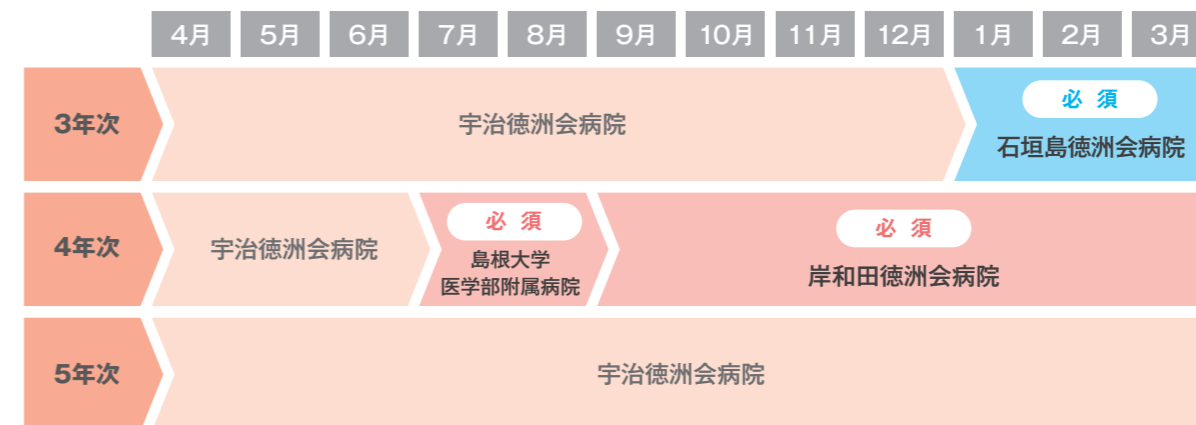 4月 5月 6月 7月 8月 9月 10月 11月 12月 1月 2月 3月
3年次
宇治徳洲会病院
必須
石垣島徳洲会病院
4年次
宇治徳洲会病院
必須
島根大学
医学部附属病院
必須
岸和田徳洲会病院
5年次
宇治徳洲会病院